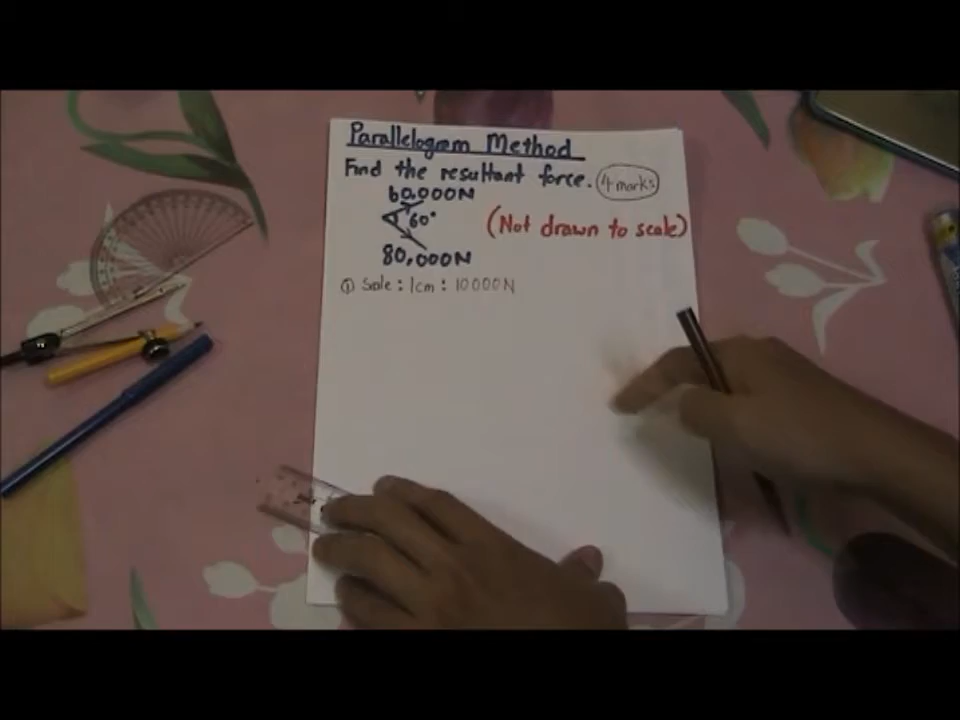 Parallelogram Method
Find the resultant force. 4 marks
60,000N
60°
(Not drawn to scale)
80,000N
① Scale : 1cm : 10000N